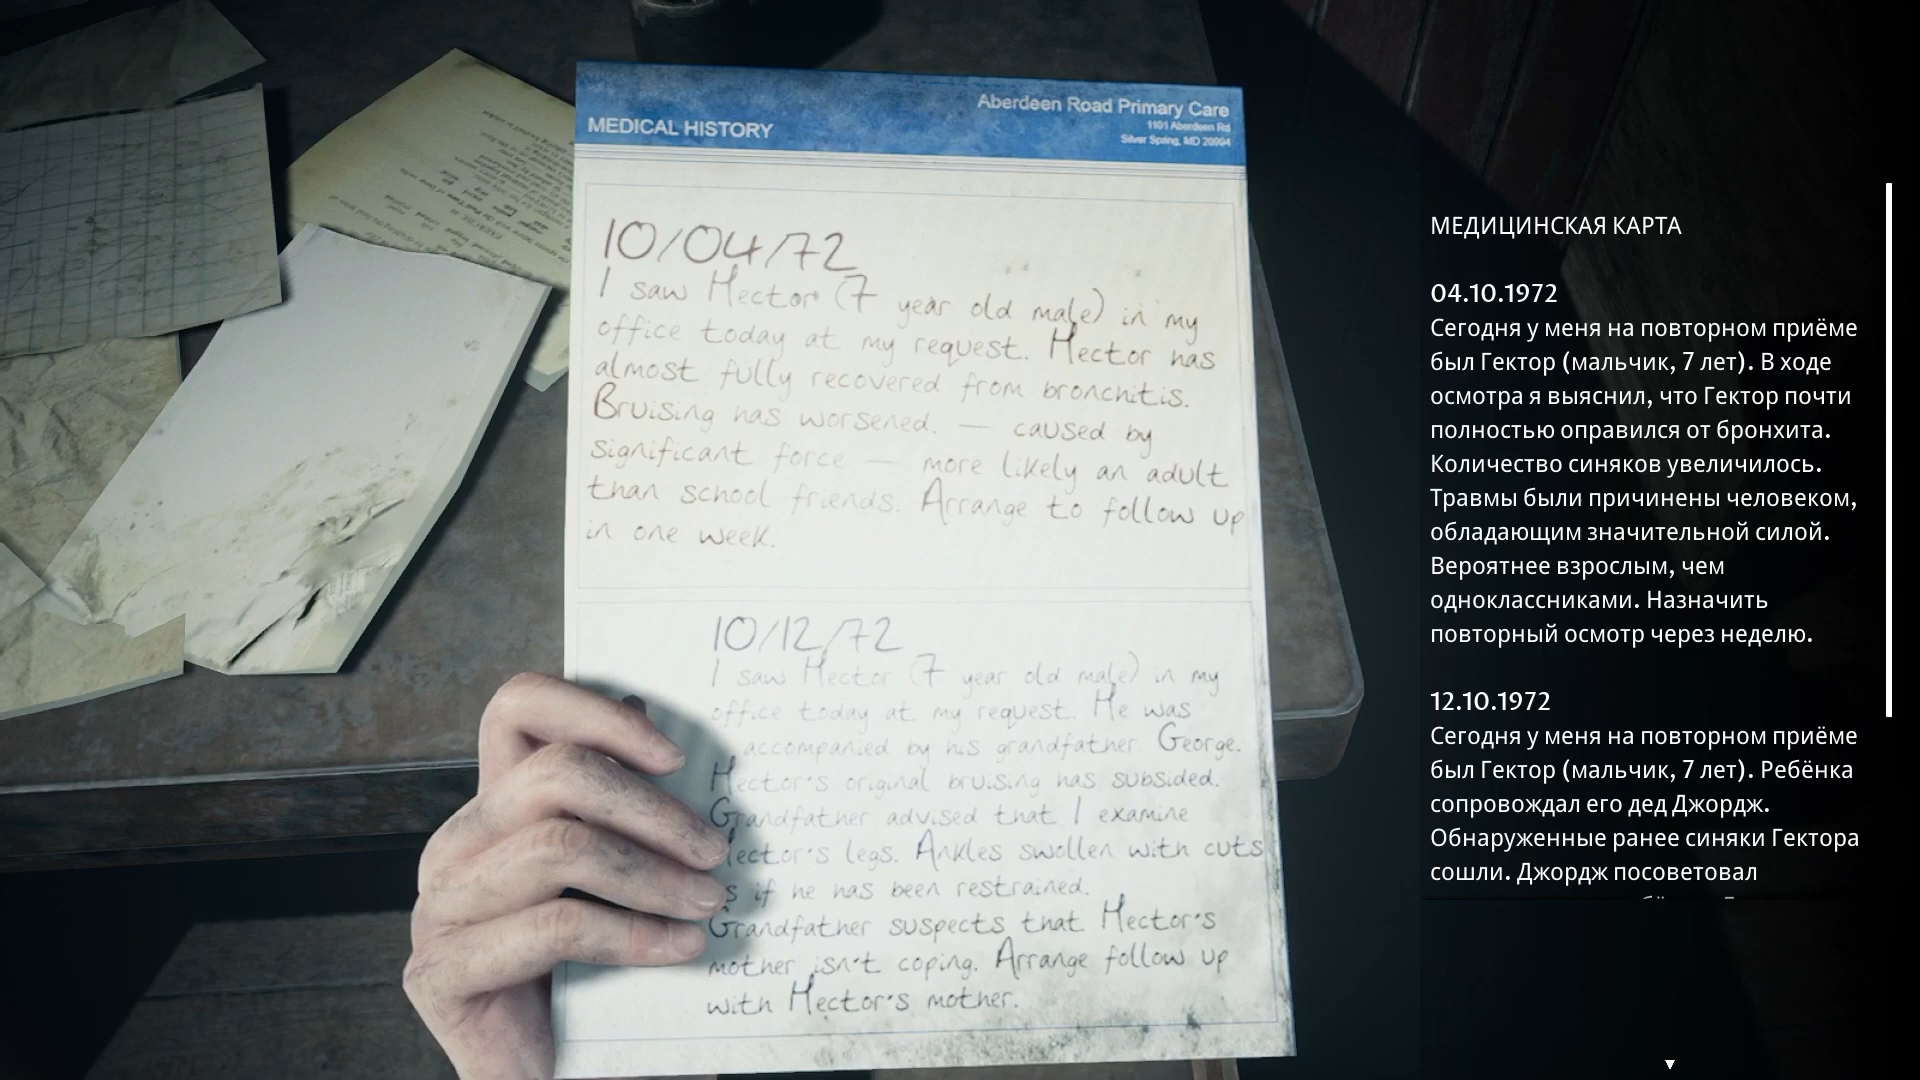 MEDICAL HISTORY
Aberdeen Road Primary Care
1101 Aberdeen Rd
Silver Spring, MD 20994
10/04/72
I saw Hector (7 year old male) in my
office today at my request. Hector has
almost fully recovered from bronchitis.
Bruising has worsened. — caused by
significant force — more likely an adult
than school friends. Arrange to follow up
in one week.
10/12/72
I saw Hector (7 year old male) in my
office today at my request. He was
accompanied by his grandfather. George.
Hector's original bruising has subsided.
Grandfather advised that I examine
Hector's legs. Ankles swollen with cuts
as if he has been restrained.
Grandfather suspects that Hector's
mother isn't coping. Arrange follow up
with Hector's mother.
МЕДИЦИНСКАЯ КАРТА
04.10.1972
Сегодня у меня на повторном приёме
был Гектор (мальчик, 7 лет). В ходе
осмотра я выяснил, что Гектор почти
полностью оправился от бронхита.
Количество синяков увеличилось.
Травмы были причинены человеком,
обладающим значительной силой.
Вероятнее взрослым, чем
одноклассниками. Назначить
повторный осмотр через неделю.
12.10.1972
Сегодня у меня на повторном приёме
был Гектор (мальчик, 7 лет). Ребёнка
сопровождал его дед Джордж.
Обнаруженные ранее синяки Гектора
сошли. Джордж посоветовал